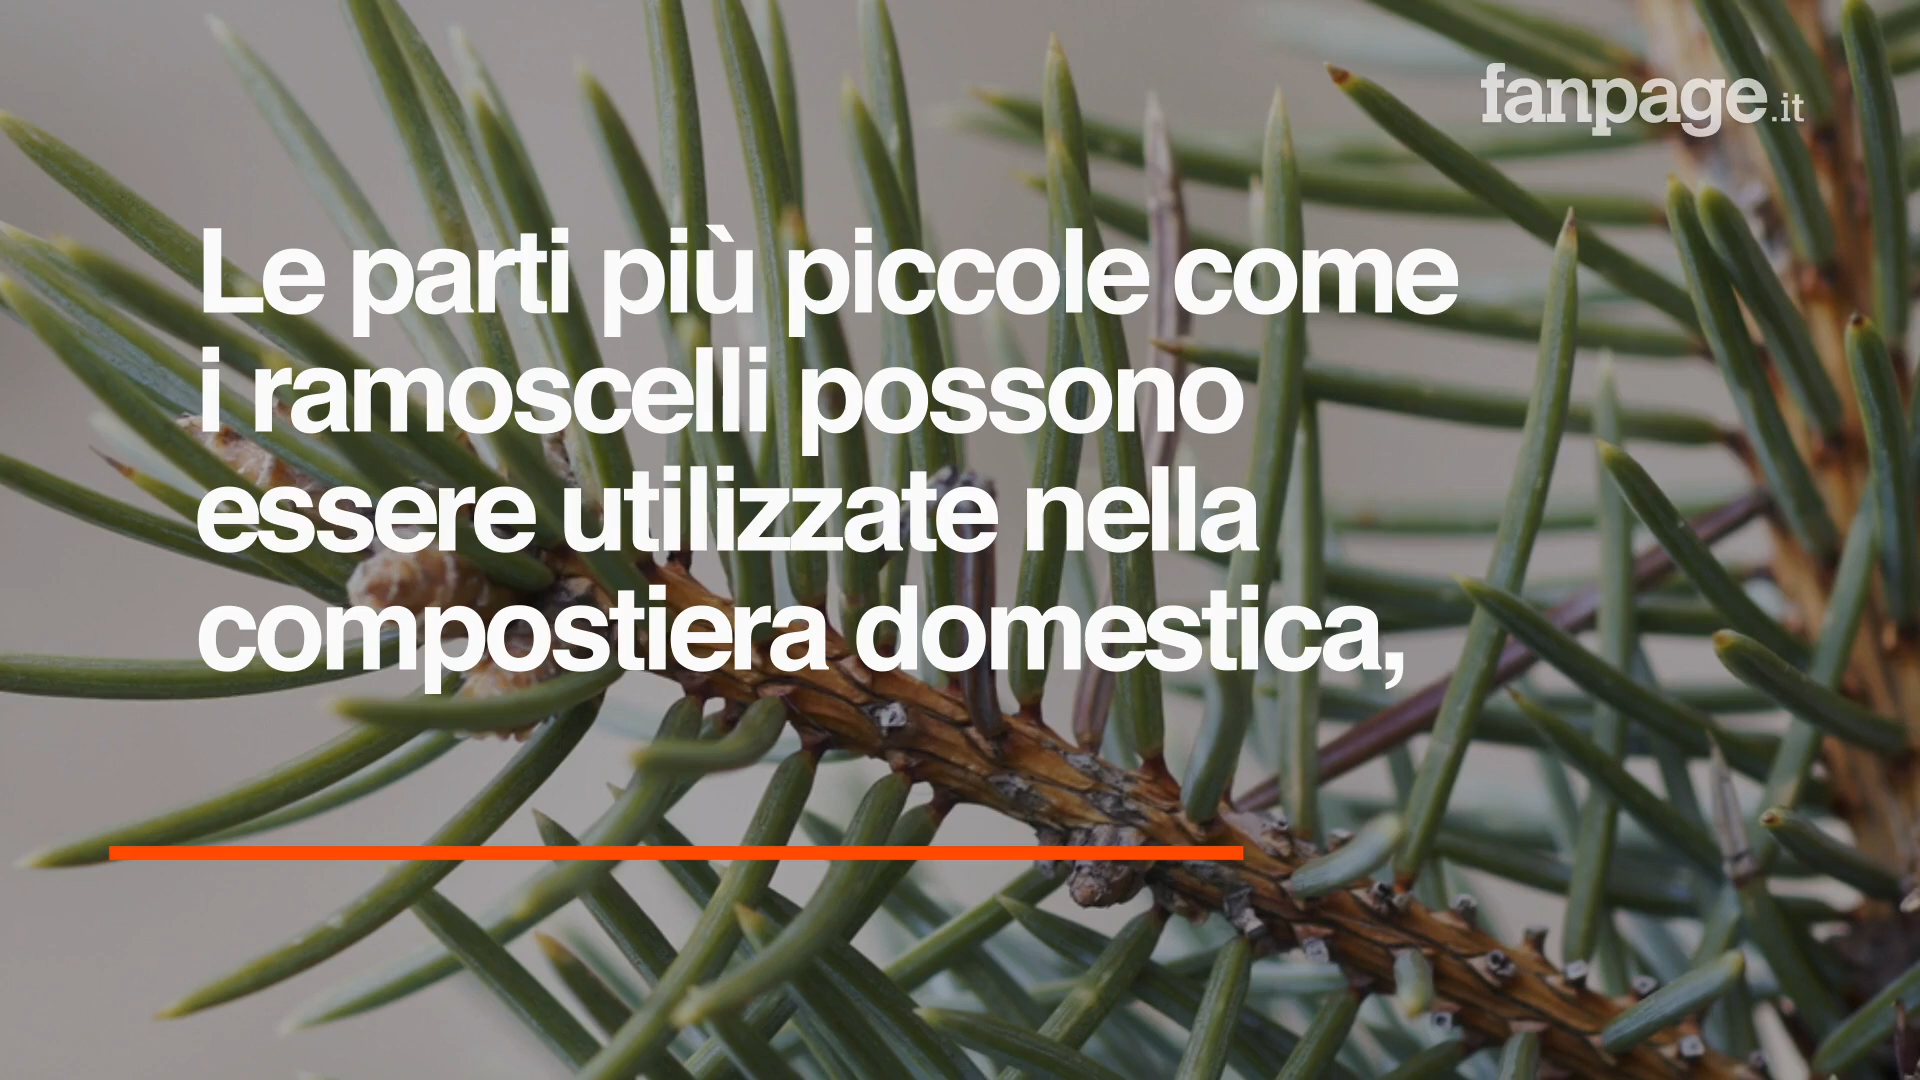 fanpage.it
Le parti più piccole come
i ramoscelli possono
essere utilizzate nella
compostiera domestica,